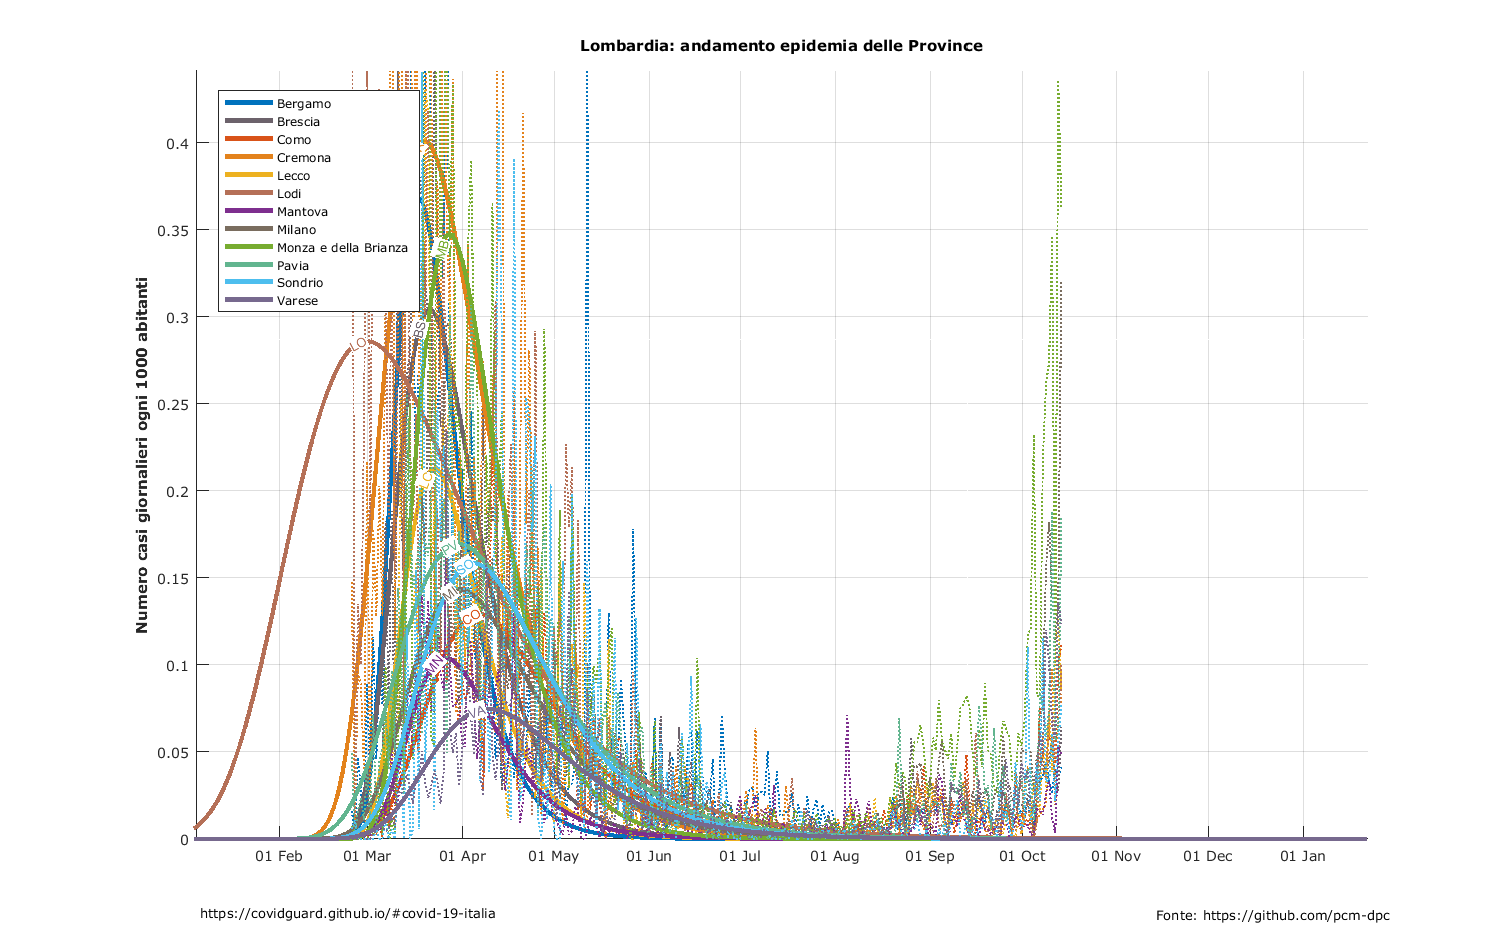 Lombardia: andamento epidemia delle Province
Numero casi giornalieri ogni 1000 abitanti
0.4
0.35
0.3
0.25
0.2
0.15
0.1
0.05
0
Bergamo
Brescia
Como
Cremona
Lecco
Lodi
Mantova
Milano
Monza e della Brianza
Pavia
Sondrio
Varese
LO
BS
MB
PV
SO
MI
CO
MN
VA
01 Feb
01 Mar
01 Apr
01 May
01 Jun
01 Jul
01 Aug
01 Sep
01 Oct
01 Nov
01 Dec
01 Jan
https://covidguard.github.io/#covid-19-italia
Fonte: https://github.com/pcm-dpc